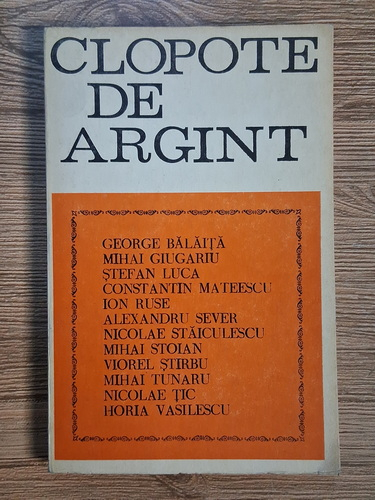 CLOPOTE
DE
ARGINT
GEORGE BĂLĂIȚĂ
MIHAI GIUGARIU
ȘTEFAN LUCA
CONSTANTIN MATEESCU
ION RUSE
ALEXANDRU SEVER
NICOLAE STĂICULESCU
MIHAI STOIAN
VIOREL ȘTIRBU
MIHAI TUNARU
NICOLAE ȚIC
HORIA VASILESCU